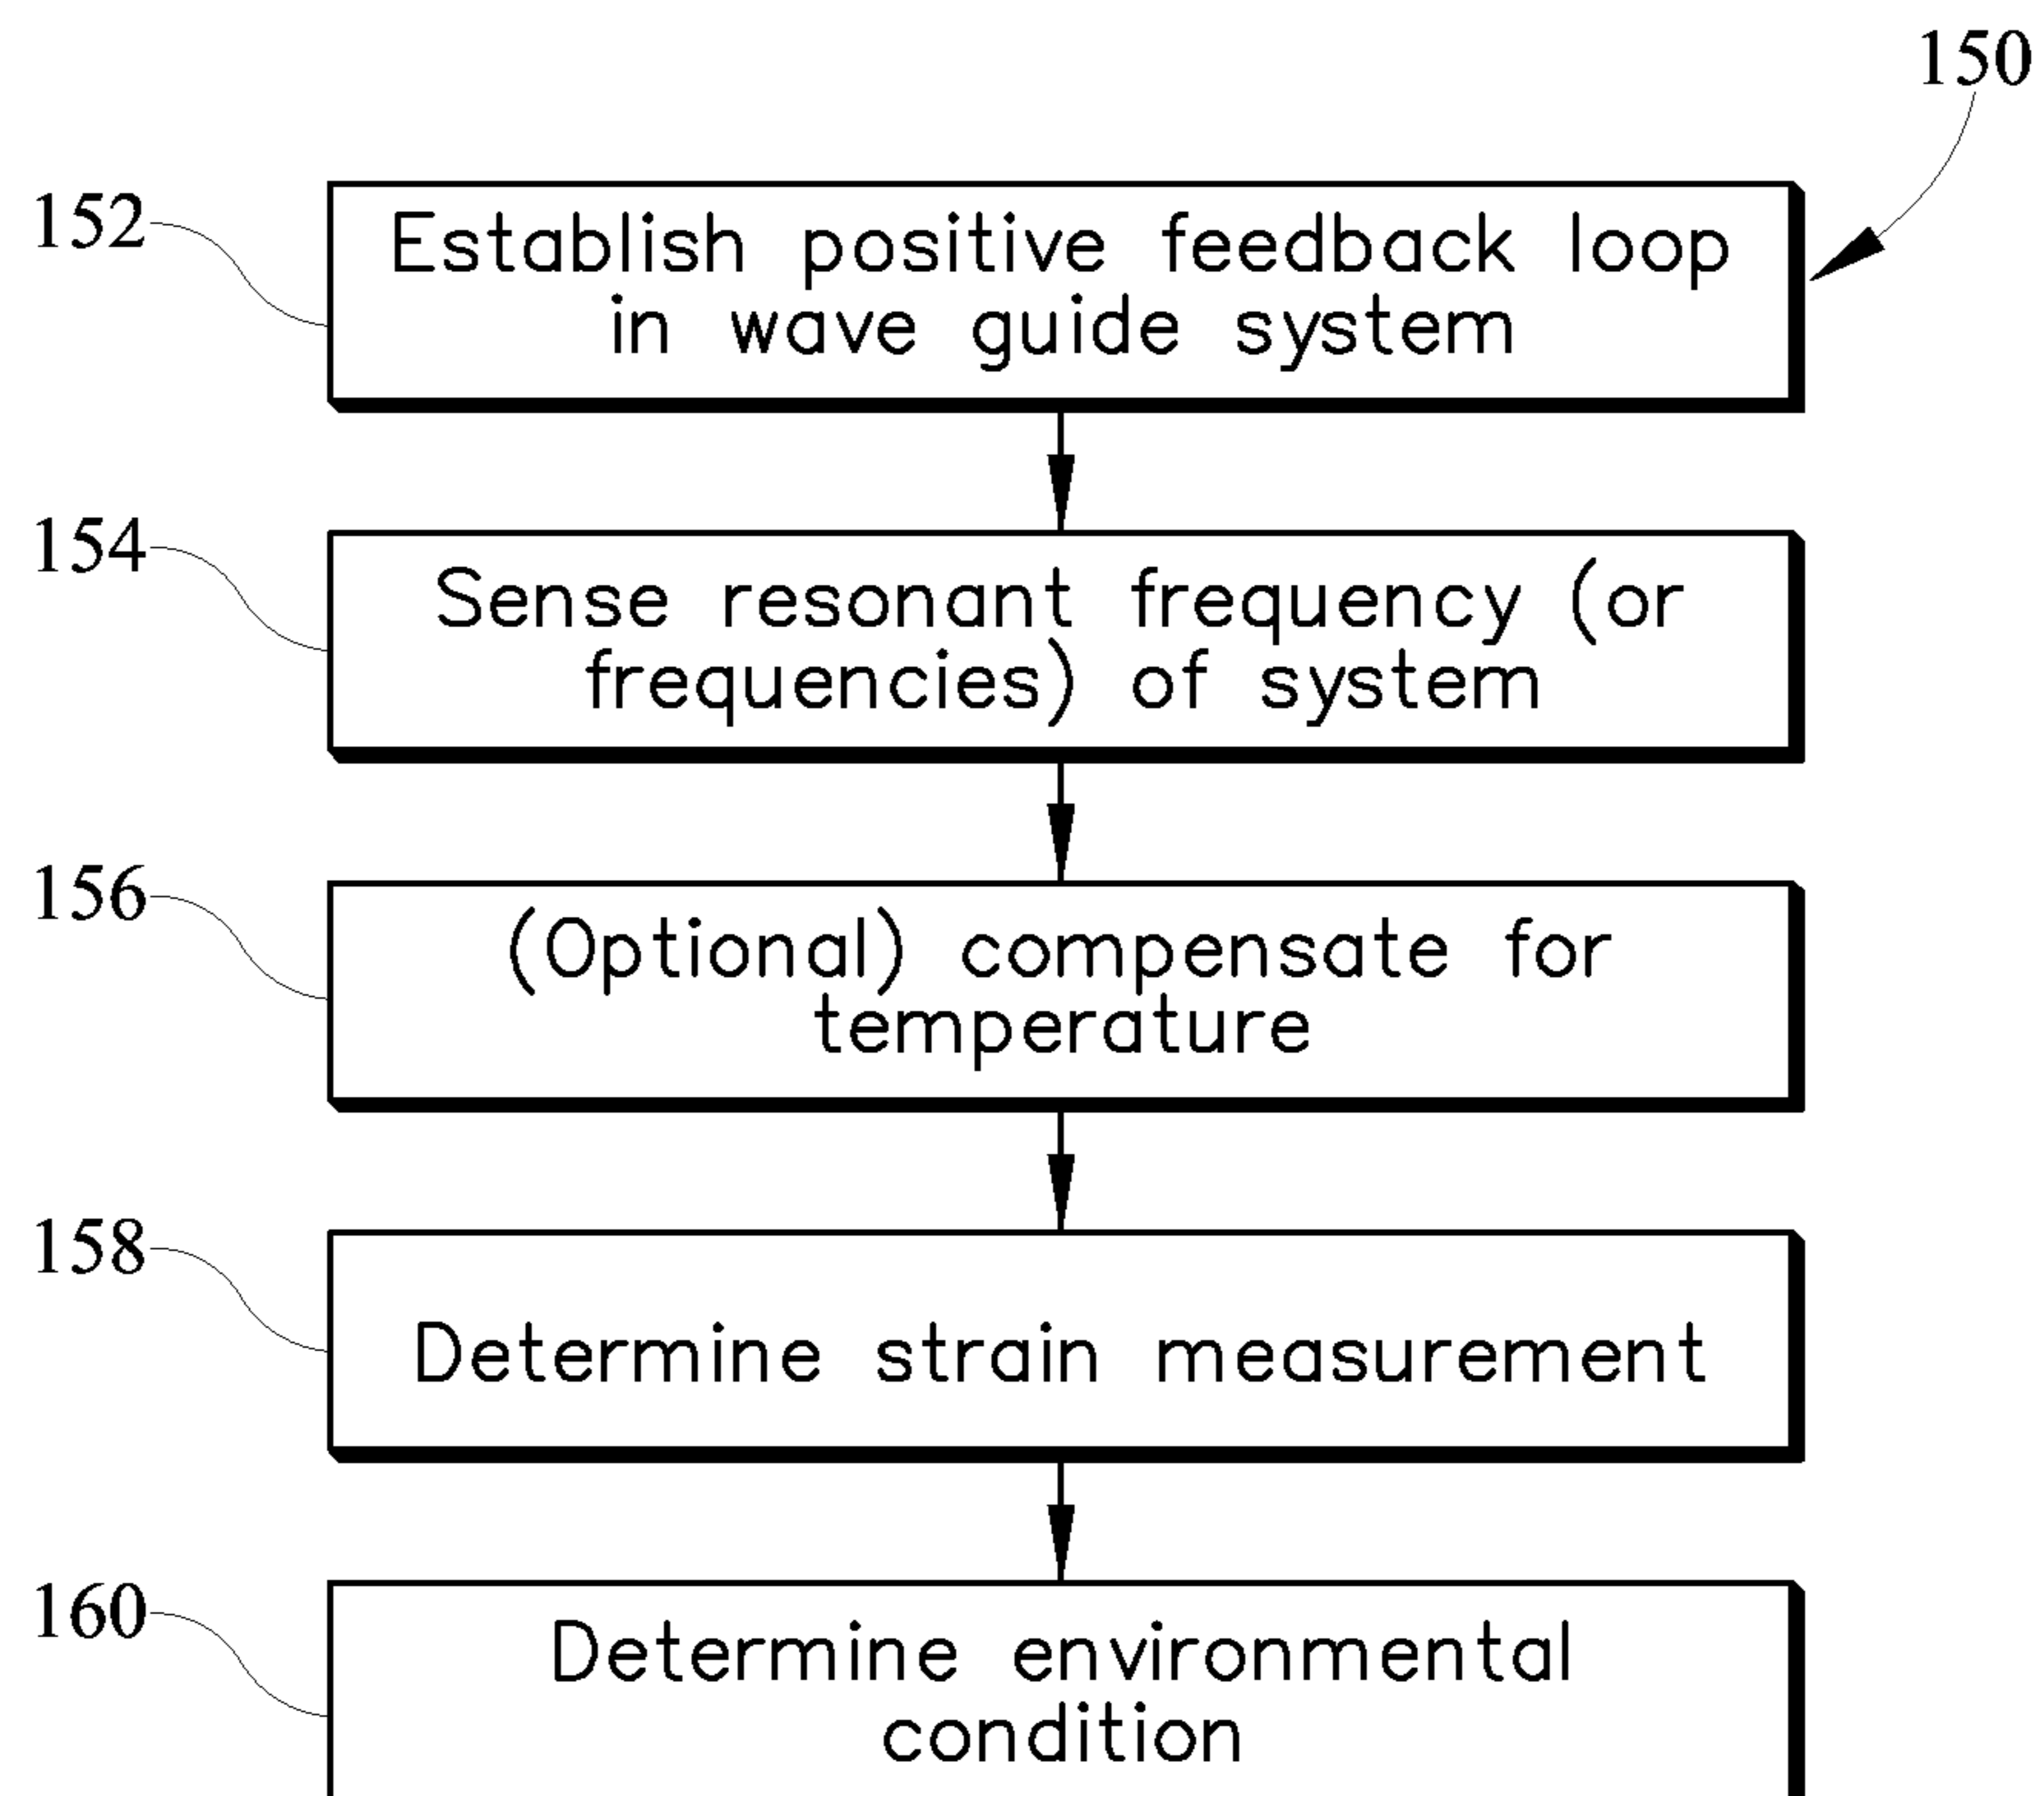 150
152
Establish positive feedback loop
in wave guide system
154
Sense resonant frequency (or
frequencies) of system
156
(Optional) compensate for
temperature
158
Determine strain measurement
160
Determine environmental
condition